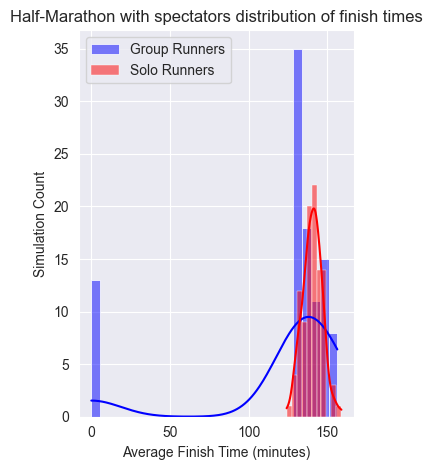 Half-Marathon with spectators distribution of finish times
Group Runners
Solo Runners
Simulation Count
35
30
25
20
15
10
5
0
0 50 100 150
Average Finish Time (minutes)